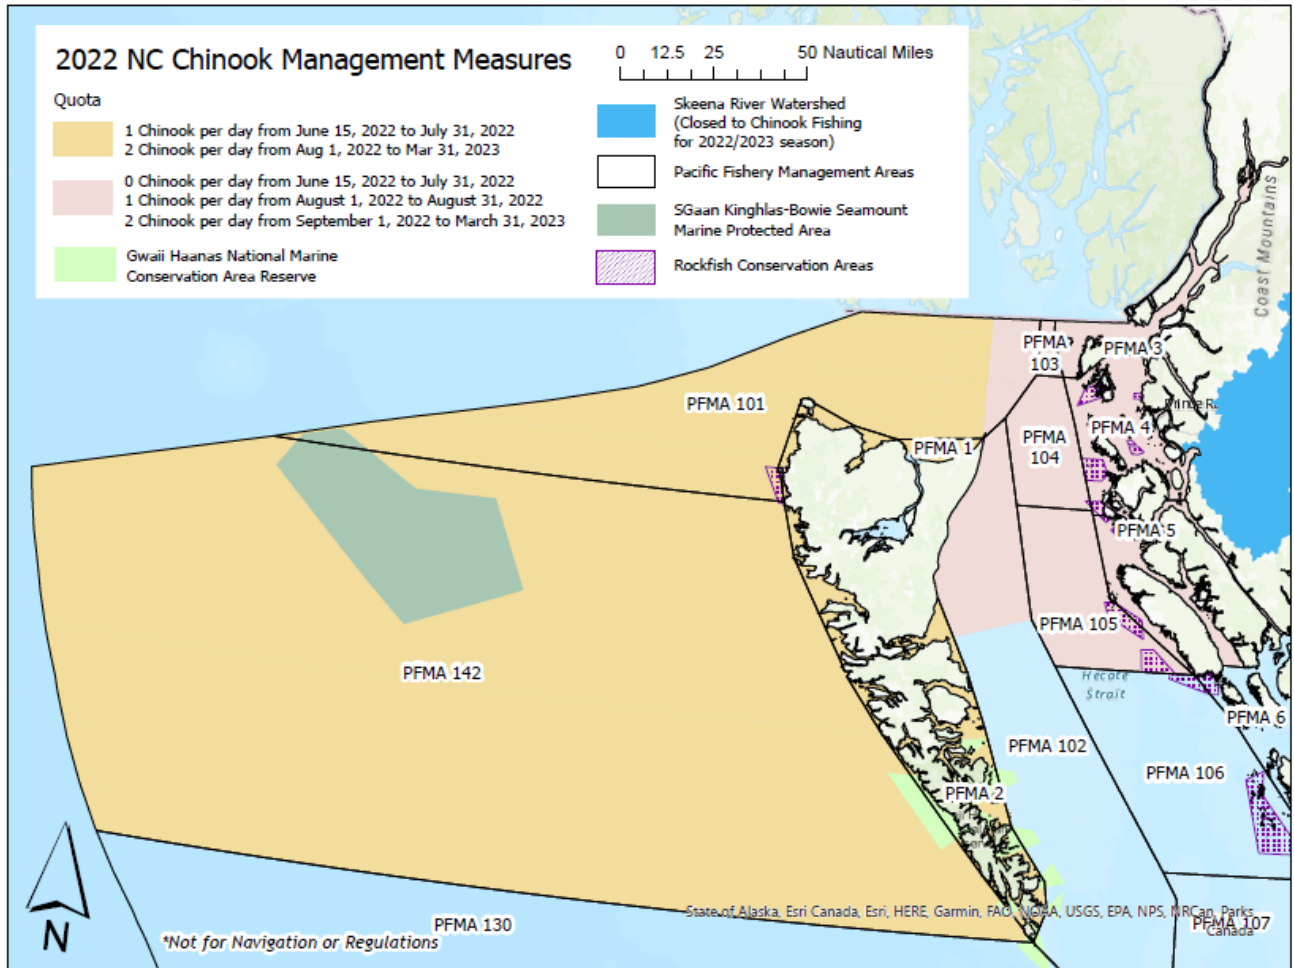 2022 NC Chinook Management Measures
Quota
1 Chinook per day from June 15, 2022 to July 31, 2022
2 Chinook per day from Aug 1, 2022 to Mar 31, 2023
0 Chinook per day from June 15, 2022 to July 31, 2022
1 Chinook per day from August 1, 2022 to August 31, 2022
2 Chinook per day from September 1, 2022 to March 31, 2023
Gwaii Haanas National Marine
Conservation Area Reserve
0 12.5 25 50 Nautical Miles
Skeena River Watershed
(Closed to Chinook Fishing
for 2022/2023 season)
Pacific Fishery Management Areas
SGaan Kinghlas-Bowie Seamount
Marine Protected Area
Rockfish Conservation Areas
Coast Mountains
PFMA
103
PFMA 3
PFMA 101
Prince R.
PFMA 4
PFMA 1
PFMA
104
PFMA 5
PFMA 105
PFMA 142
Hecate
Strait
PFMA 6
PFMA 102
PFMA 106
PFMA 2
State of Alaska, Esri Canada, Esri, HERE, Garmin, FAO, NOAA, USGS, EPA, NPS, NRCan, Parks
Canada
PFMA 107
PFMA 130
*Not for Navigation or Regulations
N